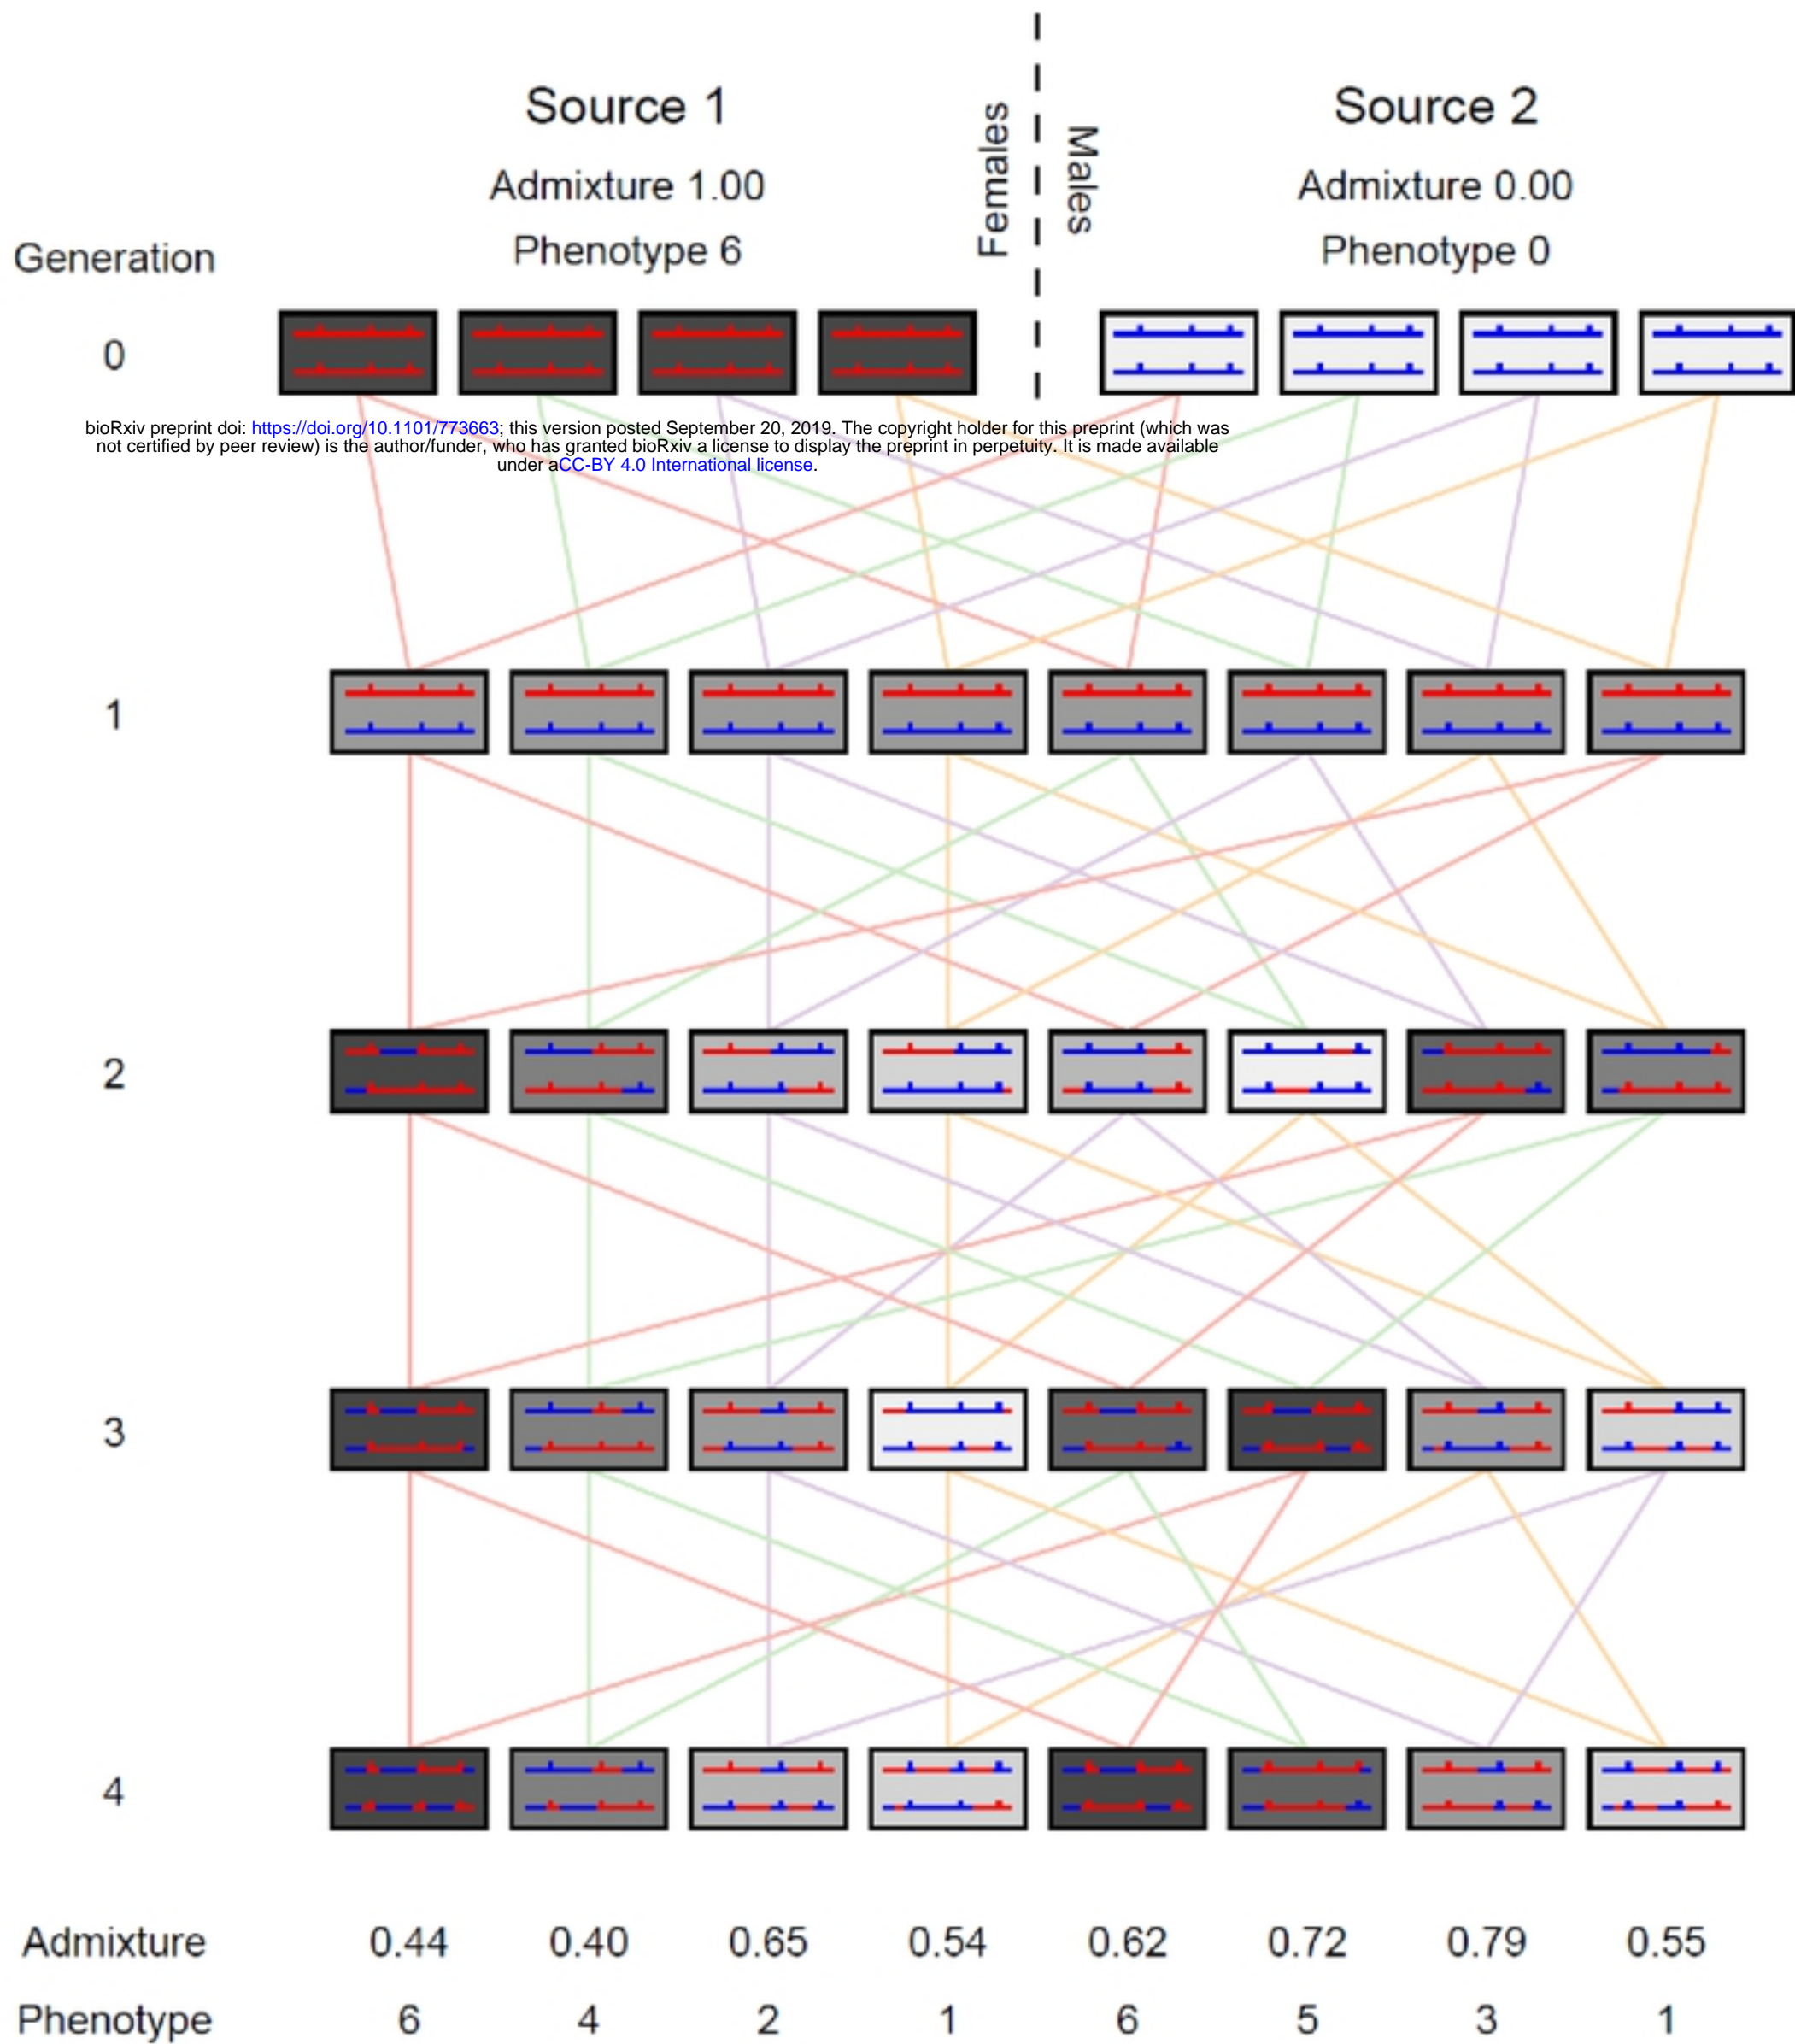 Source 1
Source 2
Females
Males
Admixture 1.00
Admixture 0.00
Phenotype 6
Phenotype 0
Generation
0
bioRxiv preprint doi: https://doi.org/10.1101/773663; this version posted September 20, 2019. The copyright holder for this preprint (which was
not certified by peer review) is the author/funder, who has granted bioRxiv a license to display the preprint in perpetuity. It is made available
under aCC-BY 4.0 International license.
1
2
3
4
Admixture 0.44 0.40 0.65 0.54 0.62 0.72 0.79 0.55
Phenotype 6 4 2 1 6 5 3 1